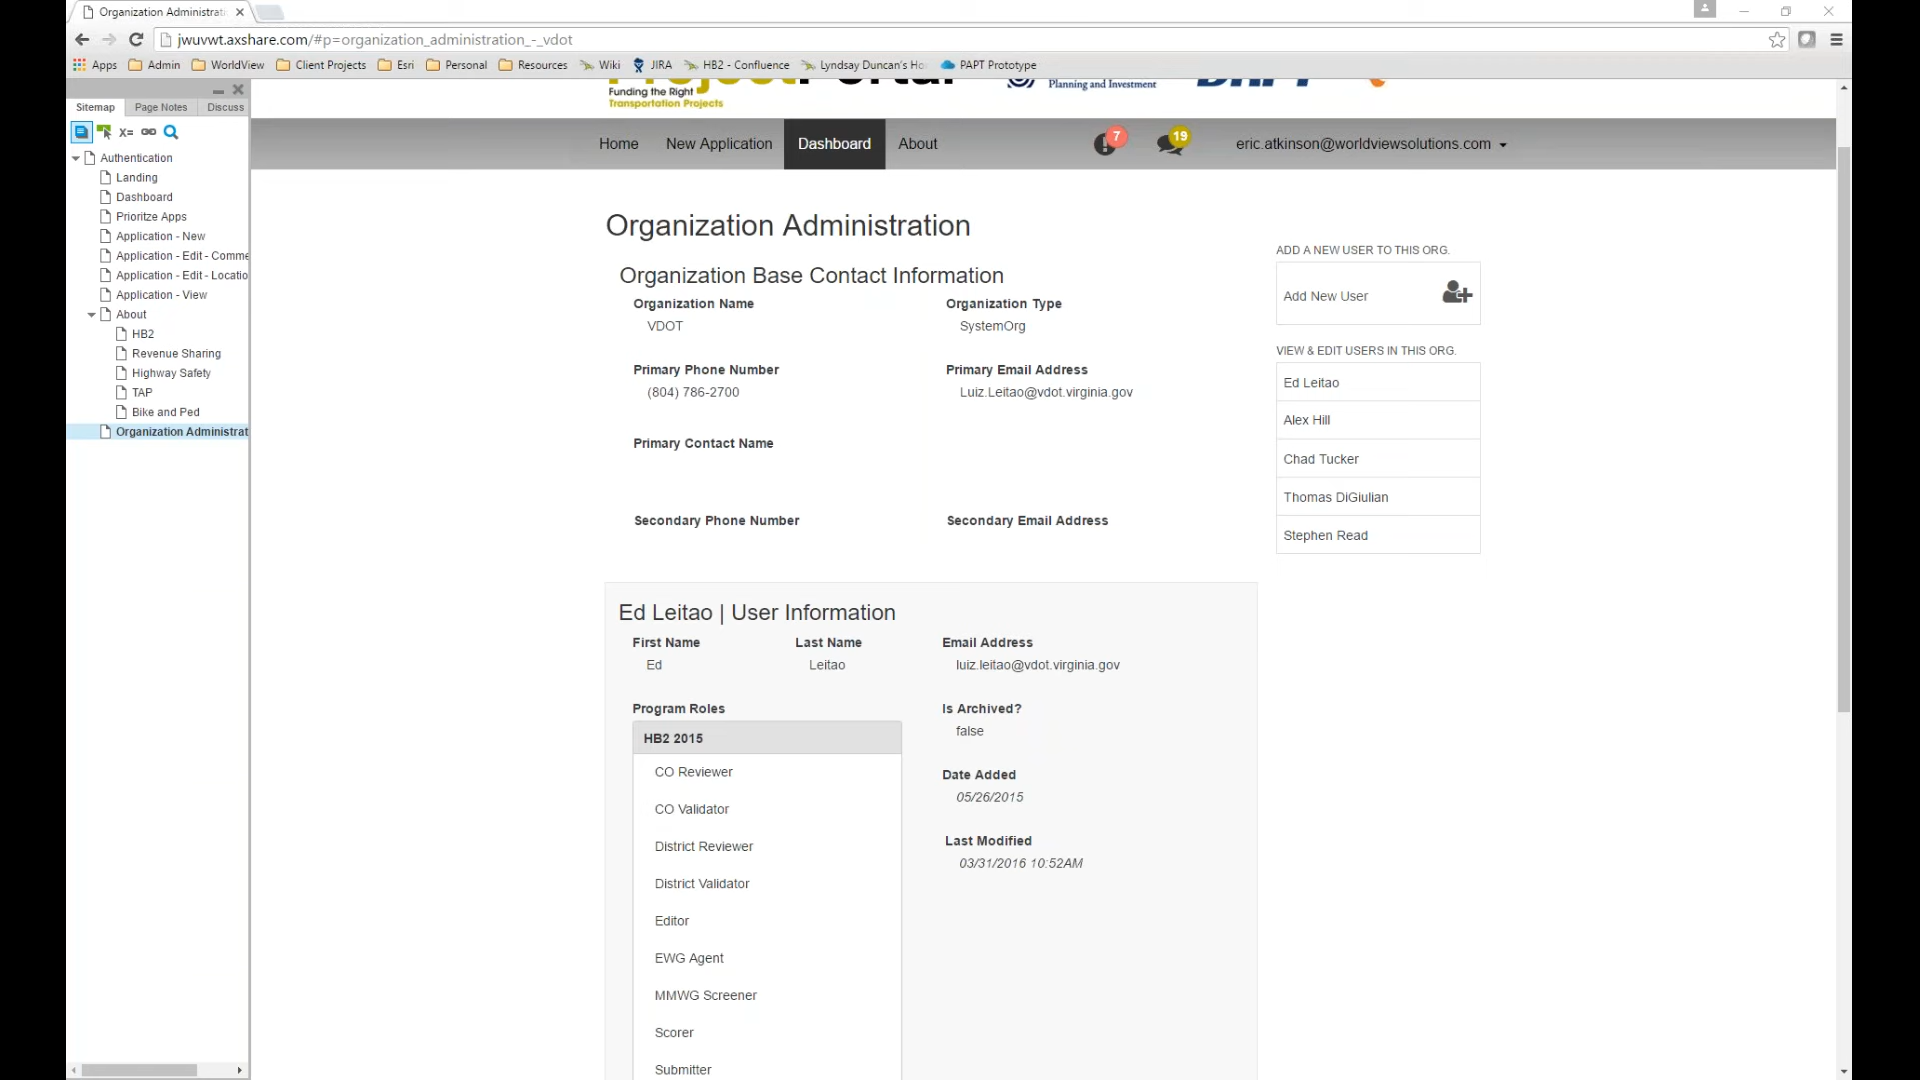 Organization Administrati
jwuvwt.axshare.com/#p=organization_administration_-_vdot
Apps Admin WorldView Client Projects Esri Personal Resources Wiki JIRA HB2 - Confluence Lyndsay Duncan's Ho PAPT Prototype
Sitemap Page Notes Discuss
X=
Authentication
Landing
Dashboard
Prioritze Apps
Application - New
Application - Edit - Comme
Application - Edit - Locatio
Application - View
About
HB2
Revenue Sharing
Highway Safety
TAP
Bike and Ped
Organization Administrat
Funding the Right
Transportation Projects
Planning and Investment
Home New Application Dashboard About 7 19 eric.atkinson@worldviewsolutions.com
Organization Administration
Organization Base Contact Information
Organization Name Organization Type
VDOT SystemOrg
Primary Phone Number Primary Email Address
(804) 786-2700 Luiz.Leitao@vdot.virginia.gov
Primary Contact Name
Secondary Phone Number Secondary Email Address
ADD A NEW USER TO THIS ORG.
Add New User
VIEW & EDIT USERS IN THIS ORG.
Ed Leitao
Alex Hill
Chad Tucker
Thomas DiGiulian
Stephen Read
Ed Leitao | User Information
First Name Last Name Email Address
Ed Leitao luiz.leitao@vdot.virginia.gov
Program Roles
HB2 2015
CO Reviewer
CO Validator
District Reviewer
District Validator
Editor
EWG Agent
MMWG Screener
Scorer
Submitter
Is Archived?
false
Date Added
05/26/2015
Last Modified
03/31/2016 10:52AM